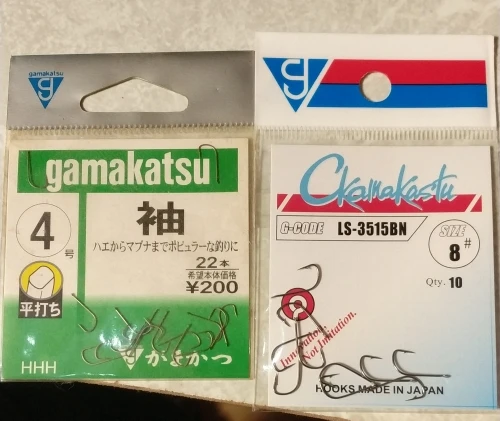 gamakatsu
gamakatsu
4号
袖
ハエからマブナまでポピュラーな釣りに
22本
希望本体価格
¥200
平打ち
がまかつ
HHH
Ckamakastu
G-CODE LS-3515BN
SIZE
8#
Qty. 10
Innovation,
Not Imitation.
HOOKS MADE IN JAPAN